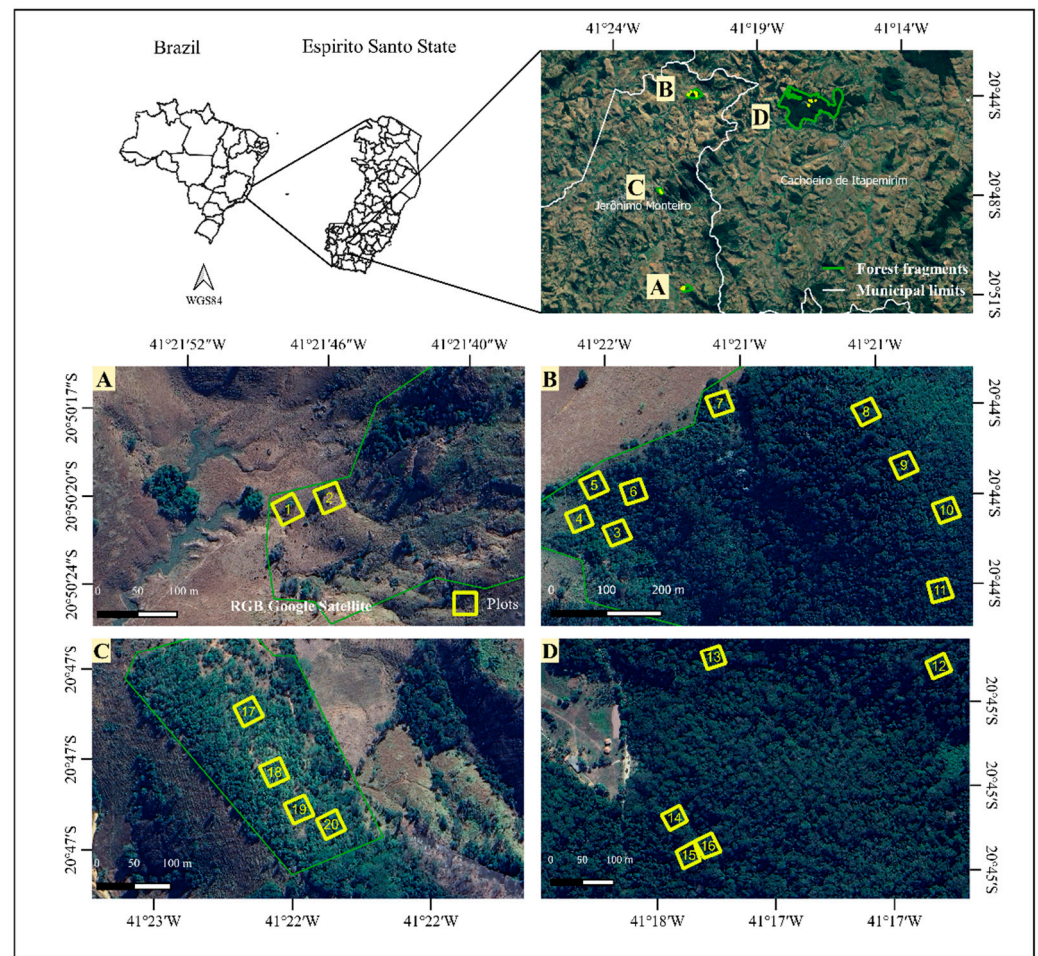 Brazil
Espirito Santo State
WGS84
41°24'W 41°19'W 41°14'W
20°44'S
20°48'S
20°51'S
B
D
C
A
Cachoeiro de Itapemirim
Jerônimo Monteiro
Forest fragments
Municipal limits
41°21'52"W 41°21'46"W 41°21'40"W
A
20°50'17"S
20°50'20"S
20°50'24"S
1
2
0 50 100 m
RGB Google Satellite
Plots
41°22'W 41°21'W 41°21'W
B
20°44'S
20°44'S
20°44'S
7
8
5
6
9
4
3
10
11
0 100 200 m
C
20°47'S
20°47'S
20°47'S
17
18
19
20
0 50 100 m
41°23'W 41°22'W 41°22'W
D
20°45'S
20°45'S
20°45'S
13
12
14
15
16
0 50 100 m
41°18'W 41°17'W 41°17'W